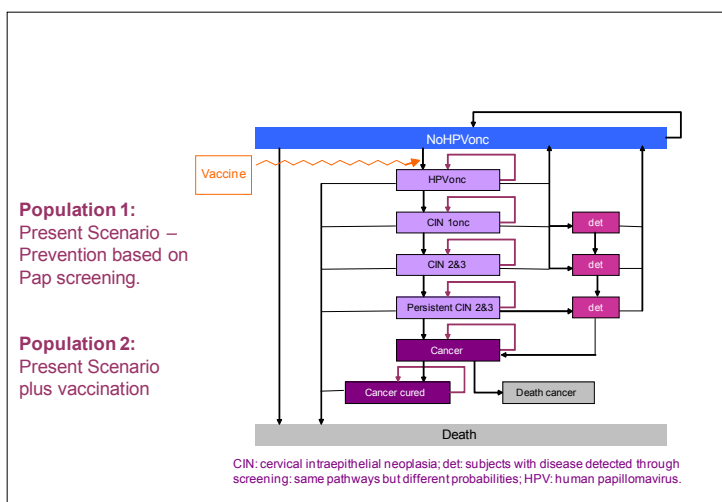 NoHPVonc
Vaccine
HPVonc
Population 1:
Present Scenario –
Prevention based on
Pap screening.
CIN 1onc
det
CIN 2&3
det
Persistent CIN 2&3
det
Population 2:
Present Scenario
plus vaccination
Cancer
Cancer cured
Death cancer
Death
CIN: cervical intraepithelial neoplasia; det: subjects with disease detected through
screening: same pathways but different probabilities; HPV: human papillomavirus.